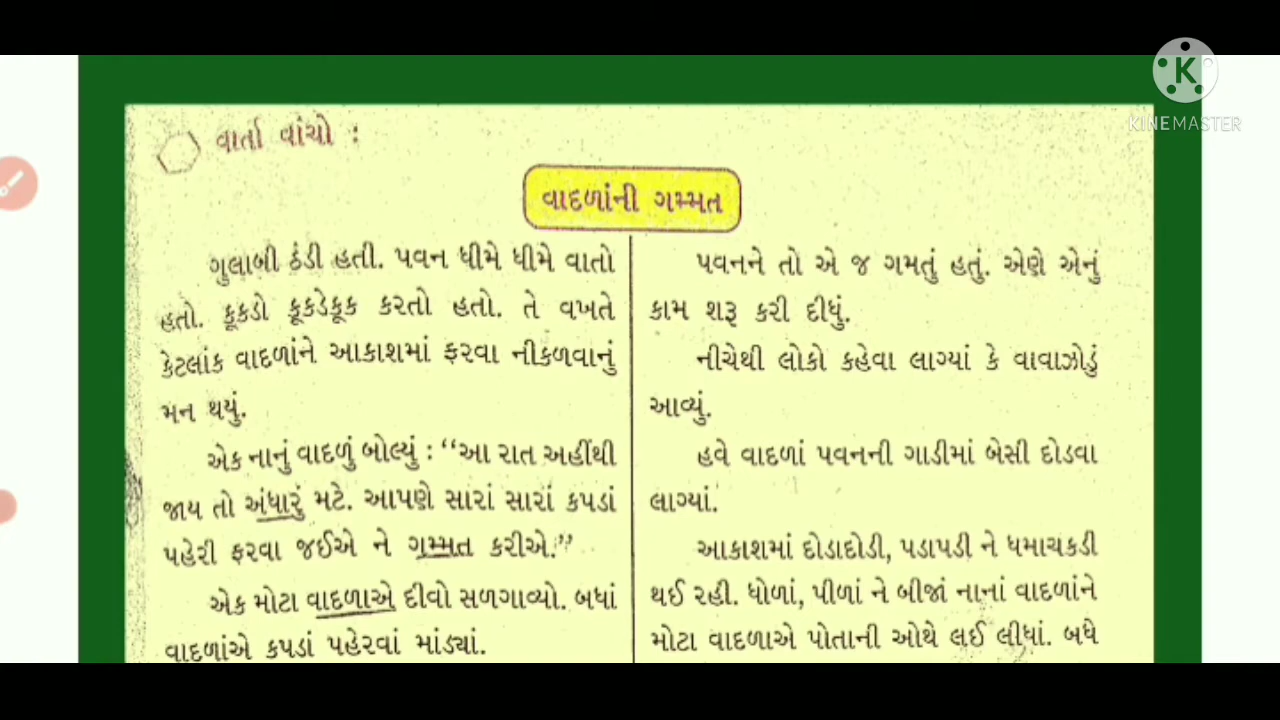 વાર્તા વાંચો :
વાદળાંની ગમ્મત
ગુલાબી ઠંડી હતી. પવન ધીમે ધીમે વાતો
હતો. કૂકડો કૂકડેકૂક કરતો હતો. તે વખતે
કેટલાંક વાદળાંને આકાશમાં ફરવા નીકળવાનું
મન થયું.
એક નાનું વાદળું બોલ્યું : “આ રાત અહીંથી
જાય તો અંધારું મટે. આપણે સારાં સારાં કપડાં
પહેરી ફરવા જઈએ ને ગમ્મત કરીએ.”
એક મોટા વાદળાએ દીવો સળગાવ્યો. બધાં
વાદળાંએ કપડાં પહેરવાં માંડ્યાં.
પવનને તો એ જ ગમતું હતું. એણે એનું
કામ શરૂ કરી દીધું.
નીચેથી લોકો કહેવા લાગ્યાં કે વાવાઝોડું
આવ્યું.
હવે વાદળાં પવનની ગાડીમાં બેસી દોડવા
લાગ્યાં.
આકાશમાં દોડાદોડી, પડાપડી ને ધમાચકડી
થઈ રહી. ધોળાં, પીળાં ને બીજાં નાનાં વાદળાંને
મોટા વાદળાએ પોતાની ઓથે લઈ લીધાં. બધે
K
KINEMASTER